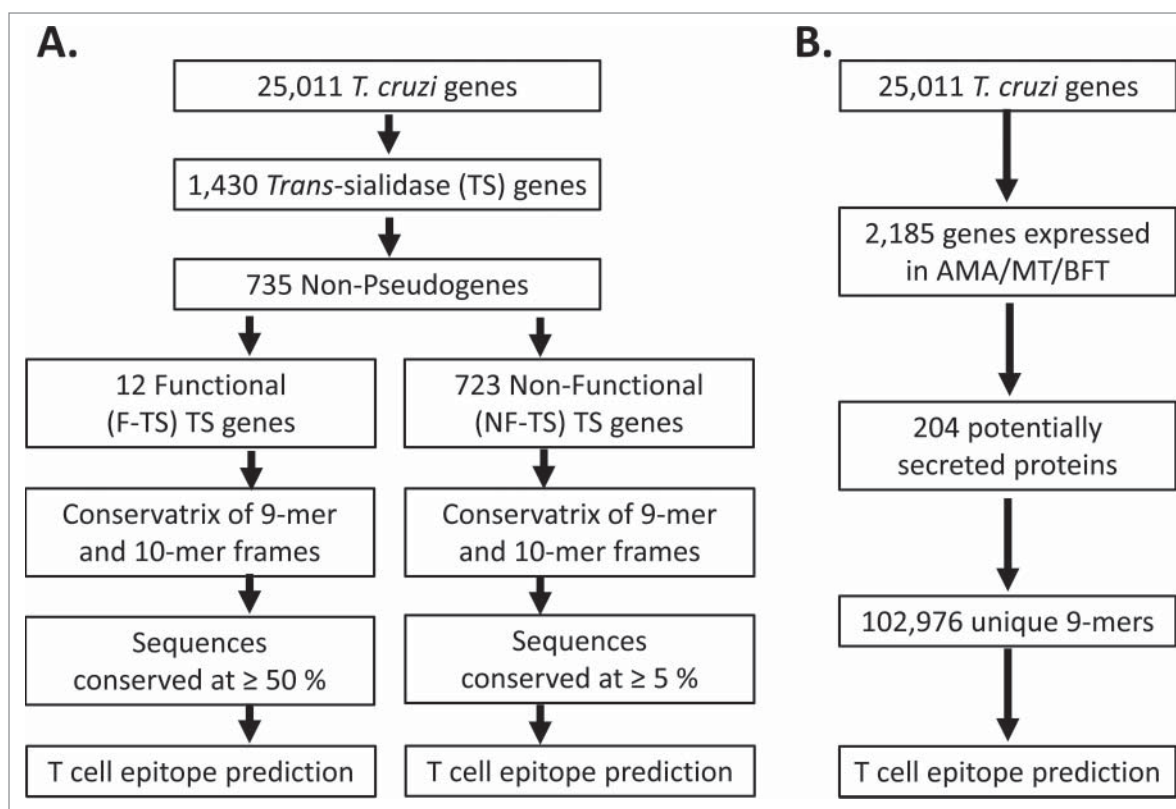 A.
25,011 T. cruzi genes
1,430 Trans-sialidase (TS) genes
735 Non-Pseudogenes
12 Functional
(F-TS) TS genes
723 Non-Functional
(NF-TS) TS genes
Conservatrix of 9-mer
and 10-mer frames
Conservatrix of 9-mer
and 10-mer frames
Sequences
conserved at ≥ 50 %
Sequences
conserved at ≥ 5 %
T cell epitope prediction
T cell epitope prediction
B.
25,011 T. cruzi genes
2,185 genes expressed
in AMA/MT/BFT
204 potentially
secreted proteins
102,976 unique 9-mers
T cell epitope prediction